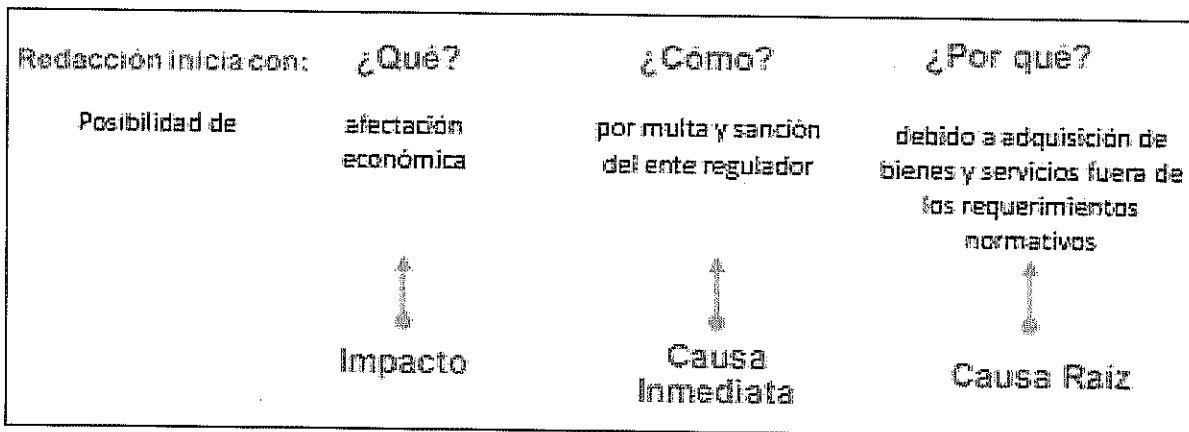 Redacción inicia con: ¿Qué? ¿Cómo? ¿Por qué?
Posibilidad de
afectación
económica
por multa y sanción
del ente regulador
debido a adquisición de
bienes y servicios fuera de
los requerimientos
normativos
Impacto
Causa
Inmediata
Causa Raíz